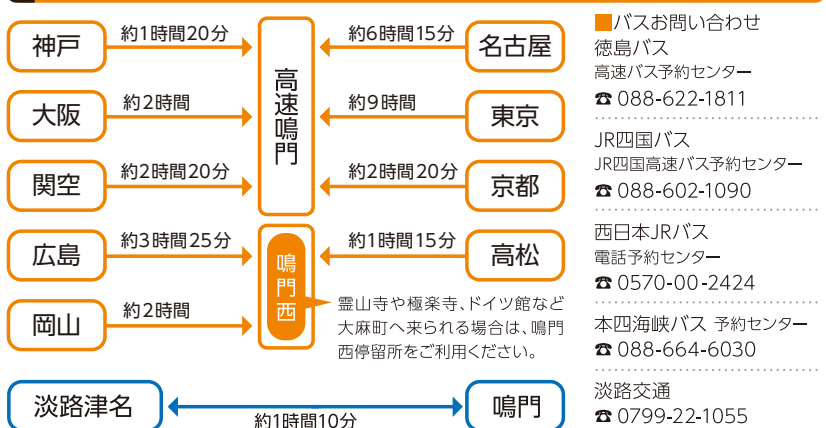 神戸
約1時間20分
高速鳴門
約6時間15分
名古屋
大阪
約2時間
約9時間
東京
関空
約2時間20分
約2時間20分
京都
広島
約3時間25分
鳴門西
約1時間15分
高松
岡山
約2時間
霊山寺や極楽寺、ドイツ館など
大麻町へ来られる場合は、鳴門
西停留所をご利用ください。
淡路津名
約1時間10分
鳴門
■バスお問い合わせ
徳島バス
高速バス予約センター
☎ 088-622-1811
JR四国バス
JR四国高速バス予約センター
☎ 088-602-1090
西日本JRバス
電話予約センター
☎ 0570-00-2424
本四海峡バス 予約センター
☎ 088-664-6030
淡路交通
☎ 0799-22-1055